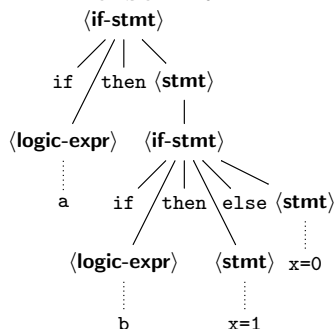 ⟨if-stmt⟩
if then ⟨stmt⟩
⟨logic-expr⟩ ⟨if-stmt⟩
a if then else ⟨stmt⟩
⟨logic-expr⟩ ⟨stmt⟩ x=0
b x=1